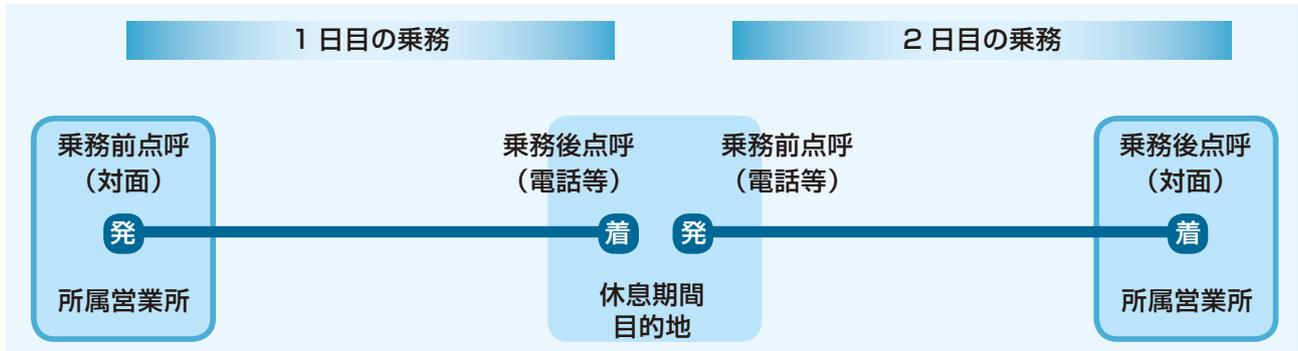 1 日目の乗務
2 日目の乗務
乗務前点呼
（対面）
発
所属営業所
乗務後点呼
（電話等）
着
乗務前点呼
（電話等）
発
休息期間
目的地
乗務後点呼
（対面）
着
所属営業所